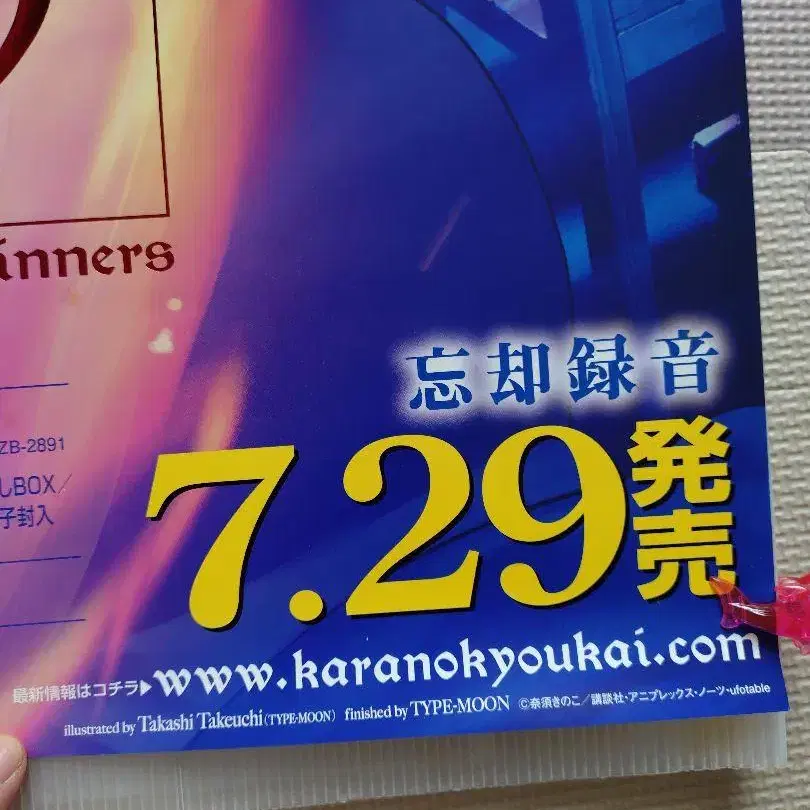 inners
ZB-2891
しBOX／
子封入
忘却録音
7.29発売
最新情報はコチラ▶www.karanokyoukai.com
illustrated by Takashi Takeuchi(TYPE-MOON) finished by TYPE-MOON ©奈須きのこ／講談社・アニプレックス・ノーツ・ufotable